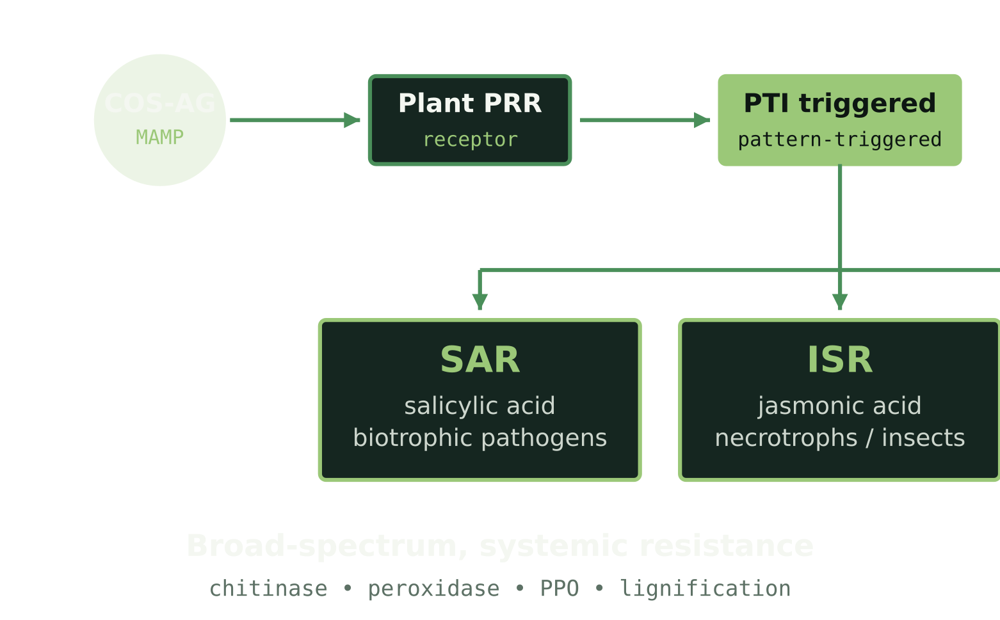 COS-AG
MAMP
Plant PRR
receptor
PTI triggered
pattern-triggered
SAR
salicylic acid
biotrophic pathogens
ISR
jasmonic acid
necrotrophs / insects
Broad-spectrum, systemic resistance
chitinase • peroxidase • PPO • lignification